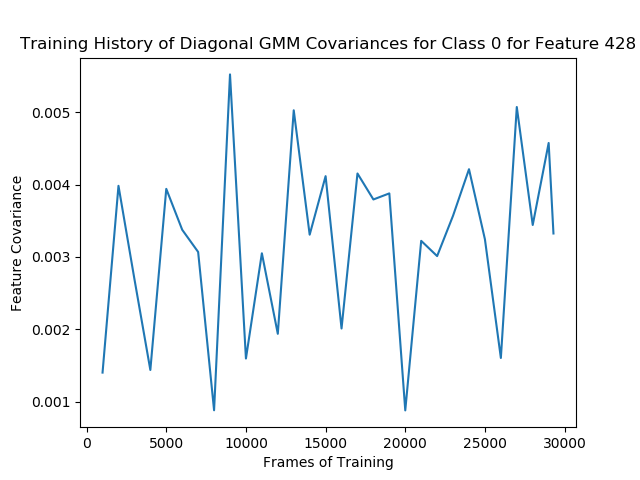 Training History of Diagonal GMM Covariances for Class 0 for Feature 428
0.005
0.004
0.003
0.002
0.001
Feature Covariance
0 5000 10000 15000 20000 25000 30000
Frames of Training